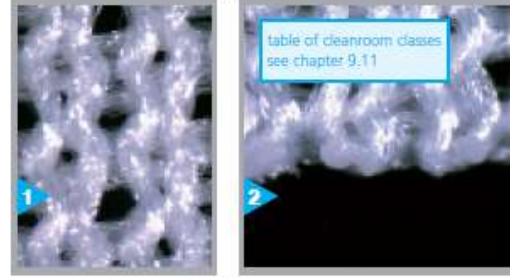 table of cleanroom classes
see chapter 9.11
1
2